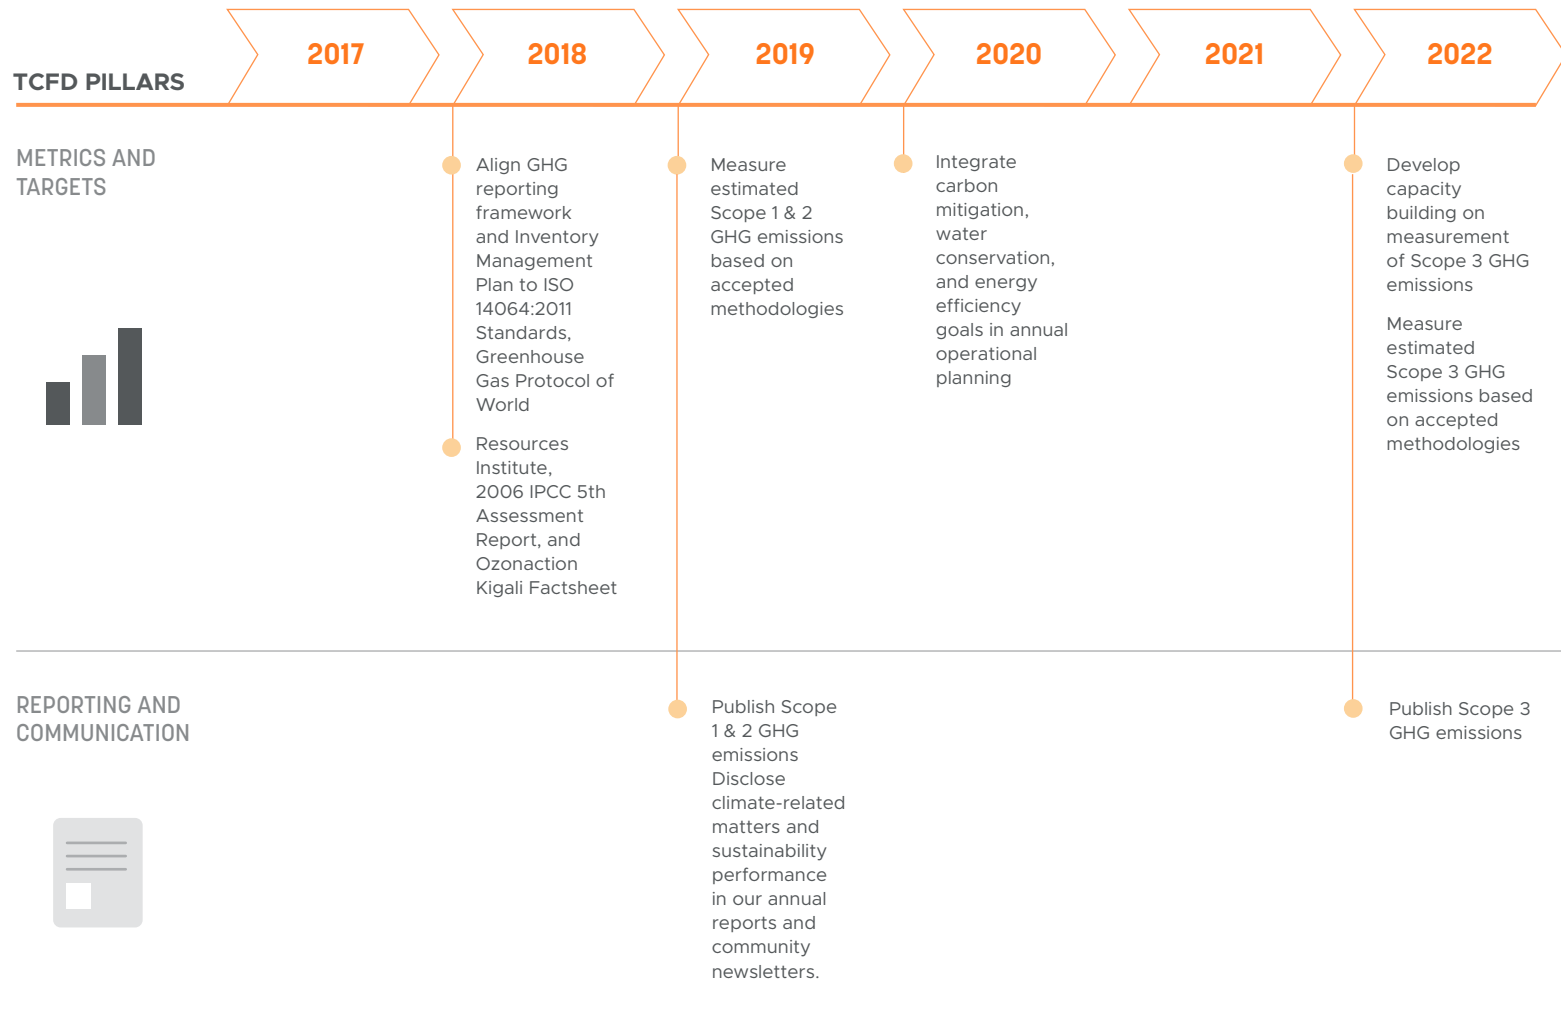 TCFD PILLARS
2017
2018
2019
2020
2021
2022
METRICS AND
TARGETS
Align GHG
reporting
framework
and Inventory
Management
Plan to ISO
14064:2011
Standards,
Greenhouse
Gas Protocol of
World
Resources
Institute,
2006 IPCC 5th
Assessment
Report, and
Ozonaction
Kigali Factsheet
Measure
estimated
Scope 1 & 2
GHG emissions
based on
accepted
methodologies
Integrate
carbon
mitigation,
water
conservation,
and energy
efficiency
goals in annual
operational
planning
Develop
capacity
building on
measurement
of Scope 3 GHG
emissions
Measure
estimated
Scope 3 GHG
emissions based
on accepted
methodologies
REPORTING AND
COMMUNICATION
Publish Scope
1 & 2 GHG
emissions
Disclose
climate-related
matters and
sustainability
performance
in our annual
reports and
community
newsletters.
Publish Scope 3
GHG emissions